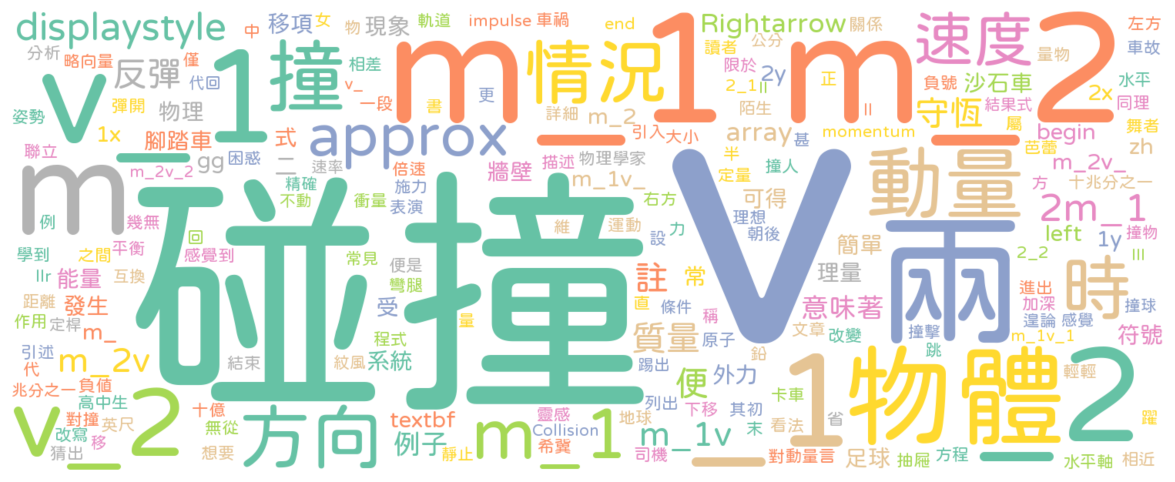 displaystyle 中 移項 女 物 現象 軌道 impulse 車禍 end Rightarrow 關係 左方
分析 略向量 僅 反彈 代回 v_1 撞 m_1 情況 讀者 公分 速度 量物 車故
相差 v_ 限於 2_1 2y 正 負號 沙石車 m_2 水平
姿勢 彈開 物理 一段 書 更 詳細 m_2 引入 大小 陌生 II 守恆 結果式 2x 同理
1x 腳踏車 式 approx array 甚 momentum 屬 begin 舞者
聯立 m_2v_2 gg 困惑 二 速率 倍速 牆壁 描述 物理學家 撞人 半 定量 動量 芭蕾 m_2v_ zh
m 精確 不動 衡量 施力 表演 m_1v_ V 可得 方 十兆分之一
例 幾無 碰撞 維 運動 右方 理想 朝後 兩 2m_1 撞物
學到 之間 平衡 回 感覺到 常見 設 力 簡單 left 1y 2_2
llr 能量 互換 便是 彎腿 受 註 直 常 理量 時 lll
距離 發生 稱 條件 意味著 進出 加深 撞球
作用 定桿 m_ 程式 量 質量 原子 鉛 文章 改變 撞擊 遑論 感覺 符號
引述 代 m_2v 結束 紋風 系統 踢出 便 外力 跳 m_1v_1
兆分之一 負值 卡車 1 物體 2 輕輕
v_2 高中生 十億 方向 textbf 靈感 列出 下移 其初 省
對撞 英尺 無從 例子 m_1 Collision 地球 m_1v_1 末 看法
改寫 移 猜出 想要 靜止 希冀 司機 一 對動量言 足球 抽屜 方程 水平軸 相近